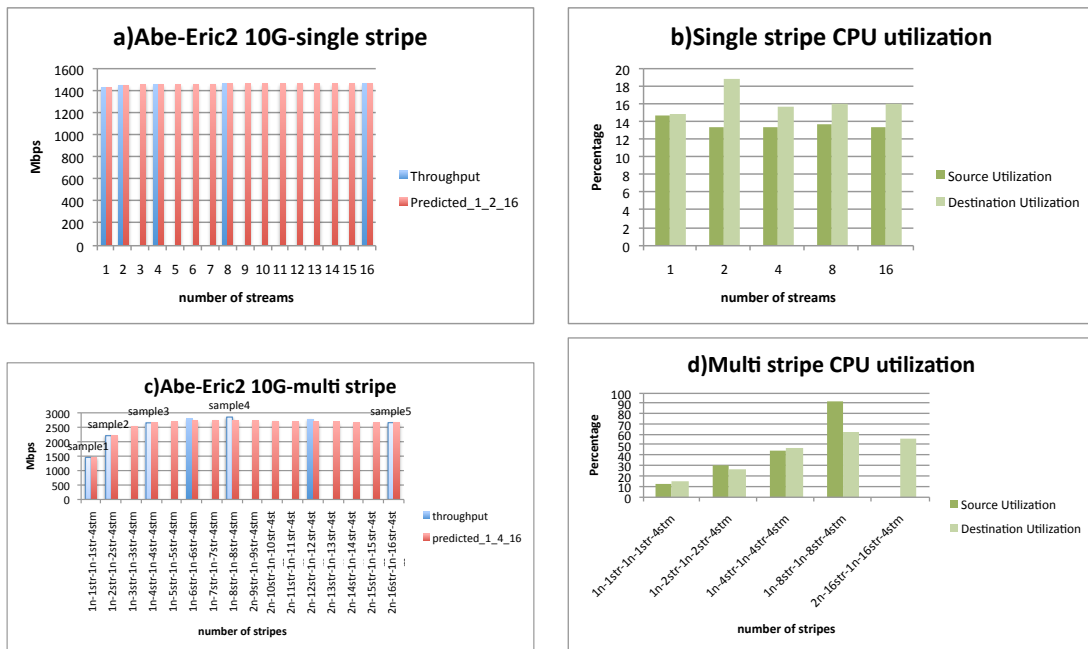 a)Abe-Eric2 10G-single stripe
1600
1400
1200
1000
800
600
400
200
0
Mbps
1 2 3 4 5 6 7 8 9 10 11 12 13 14 15 16
number of streams
Throughput
Predicted_1_2_16
b)Single stripe CPU utilization
20
18
16
14
12
10
8
6
4
2
0
Percentage
1 2 4 8 16
number of streams
Source Utilization
Destination Utilization
c)Abe-Eric2 10G-multi stripe
3000
2500
2000
1500
1000
500
0
Mbps
sample1
sample2
sample3
sample4
sample5
1n-1str-1n-1str-4stm
1n-2str-1n-2str-4stm
1n-3str-1n-3str-4stm
1n-4str-1n-4str-4stm
1n-5str-1n-5str-4stm
1n-6str-1n-6str-4stm
1n-7str-1n-7str-4stm
1n-8str-1n-8str-4stm
2n-9str-1n-9str-4stm
2n-10str-1n-10str-4st
...
2n-11str-1n-11str-4st
...
2n-12str-1n-12str-4st
...
2n-13str-1n-13str-4st
...
2n-14str-1n-14str-4st
...
2n-15str-1n-15str-4st
...
2n-16str-1n-16str-4st
...
number of stripes
throughput
predicted_1_4_16
d)Multi stripe CPU utilization
100
90
80
70
60
50
40
30
20
10
0
Percentage
1n-1str-1n-1str-4stm
1n-2str-1n-2str-4stm
1n-4str-1n-4str-4stm
1n-8str-1n-8str-4stm
2n-16str-1n-16str-4stm
number of stripes
Source Utilization
Destination Utilization